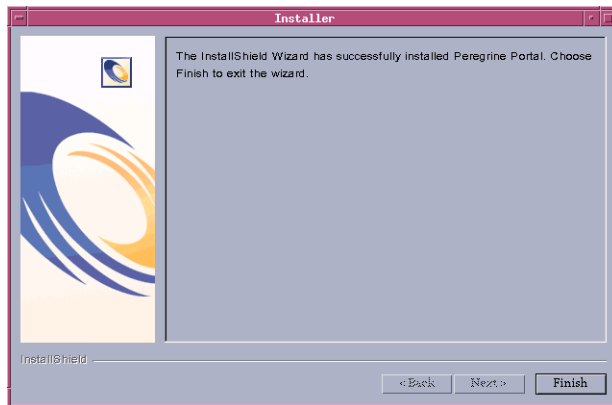 Installer
The InstallShield Wizard has successfully installed Peregrine Portal. Choose
Finish to exit the wizard.
InstallShield
< Back
Next >
Finish